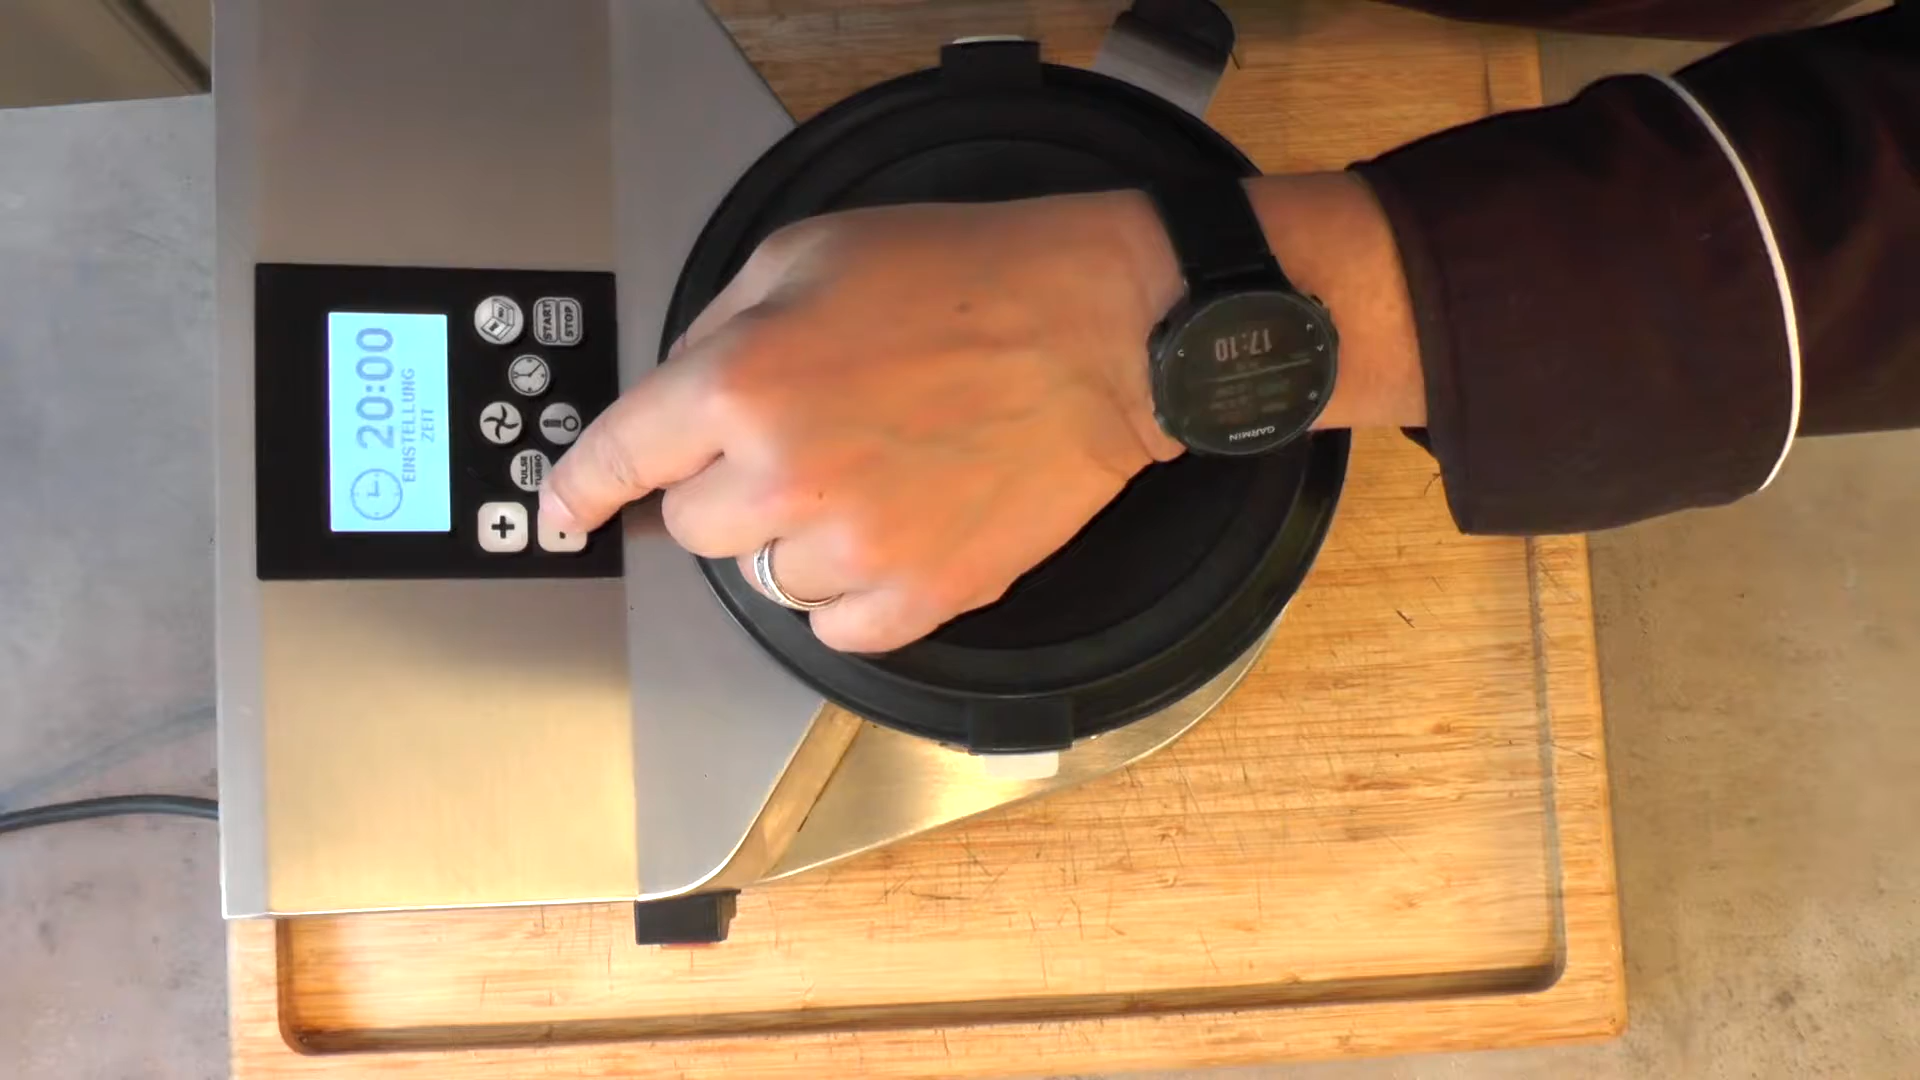 20:00
EINSTELLUNG
ZEIT
START
STOP
PULSE
TURBO
+
-
17:10
GARMIN